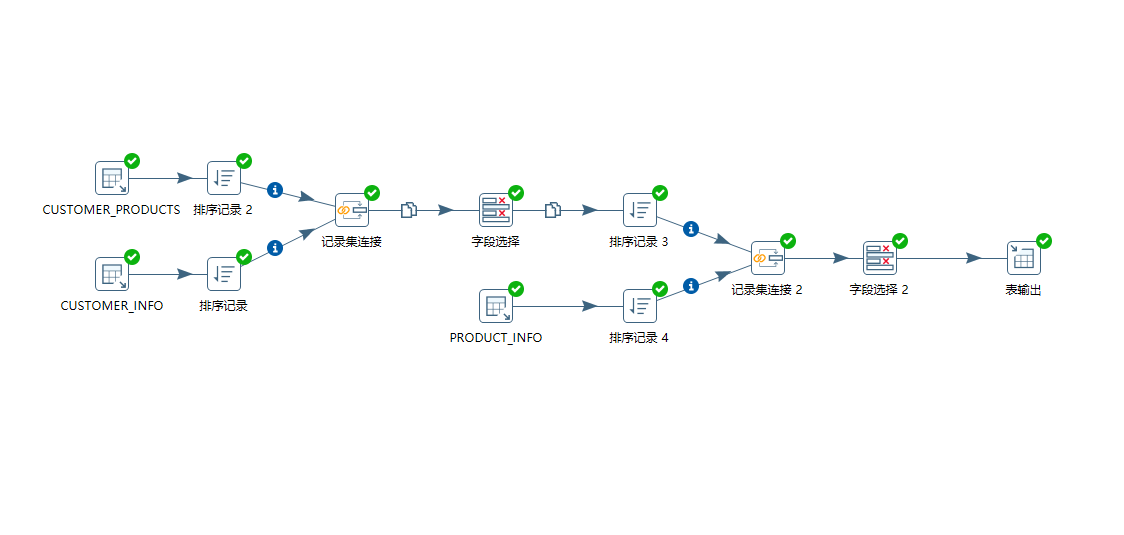 CUSTOMER_PRODUCTS
排序记录 2
CUSTOMER_INFO
排序记录
记录集连接
字段选择
排序记录 3
PRODUCT_INFO
排序记录 4
记录集连接 2
字段选择 2
表输出